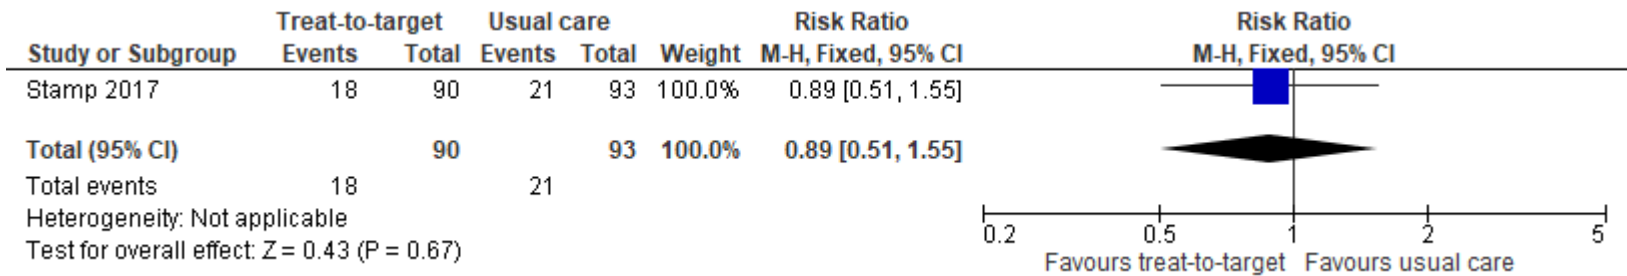 Treat-to-target Usual care Risk Ratio Risk Ratio
Study or Subgroup Events Total Events Total Weight M-H, Fixed, 95% CI M-H, Fixed, 95% CI
Stamp 2017 18 90 21 93 100.0% 0.89 [0.51, 1.55]
Total (95% CI) 90 93 100.0% 0.89 [0.51, 1.55]
Total events 18 21
Heterogeneity: Not applicable
Test for overall effect: Z = 0.43 (P = 0.67)
0.2 0.5 1 2 5
Favours treat-to-target Favours usual care